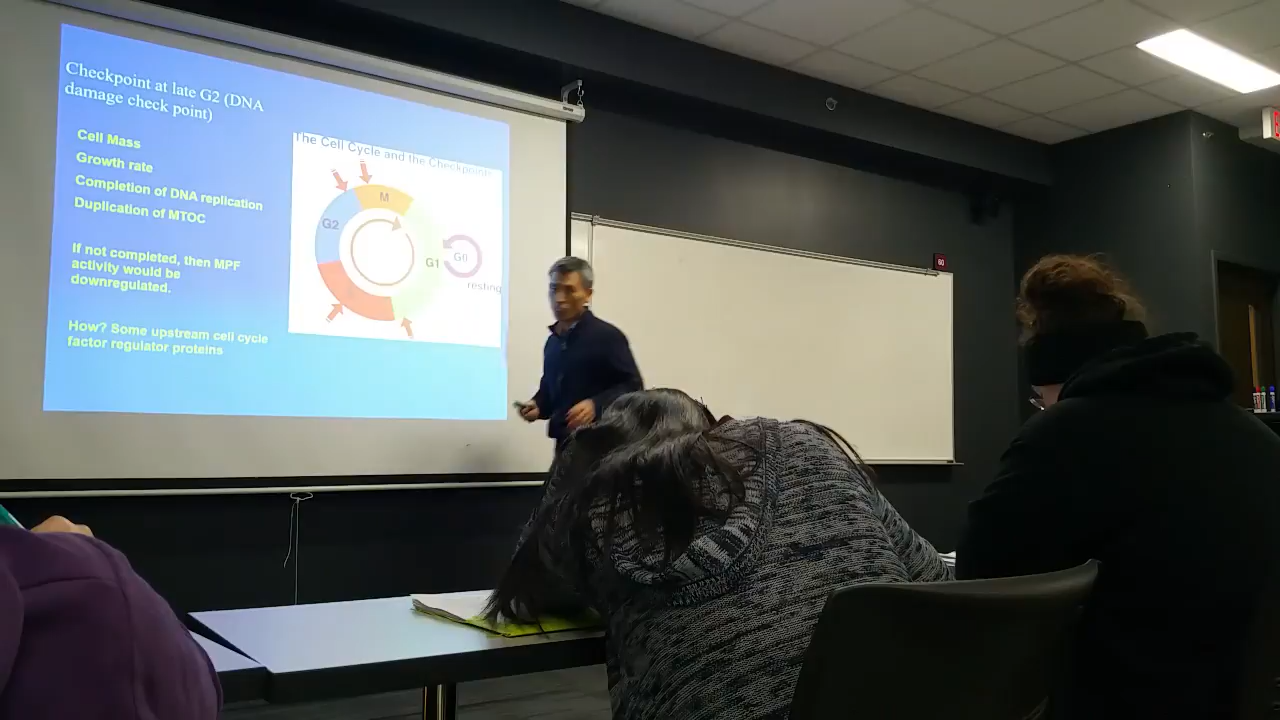 Checkpoint at late G2 (DNA
damage check point)
Cell Mass
Growth rate
Completion of DNA replication
Duplication of MTOC
If not completed, then MPF
activity would be
downregulated.
How? Some upstream cell cycle
factor regulator proteins
The Cell Cycle and the Checkpoints
M
G2
G1
G0
resting